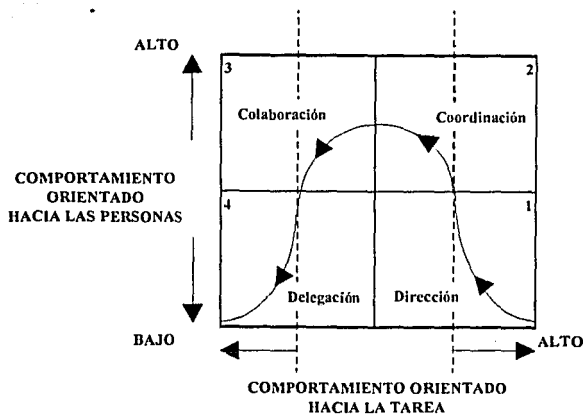 ALTO
3
2
Colaboración
Coordinación
COMPORTAMIENTO
ORIENTADO
HACIA LAS PERSONAS
4
1
Delegación
Dirección
BAJO
ALTO
COMPORTAMIENTO ORIENTADO
HACIA LA TAREA